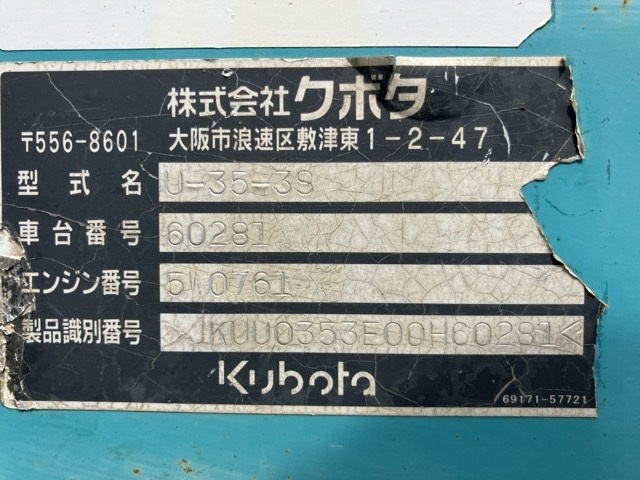 株式会社クボタ
〒556-8601 大阪市浪速区敷津東1-2-47
型式名 U-35-3S
車台番号 60281
エンジン番号 5W0761
製品識別番号 >JKUU0353E00H60281<
Kubota
69171-57721